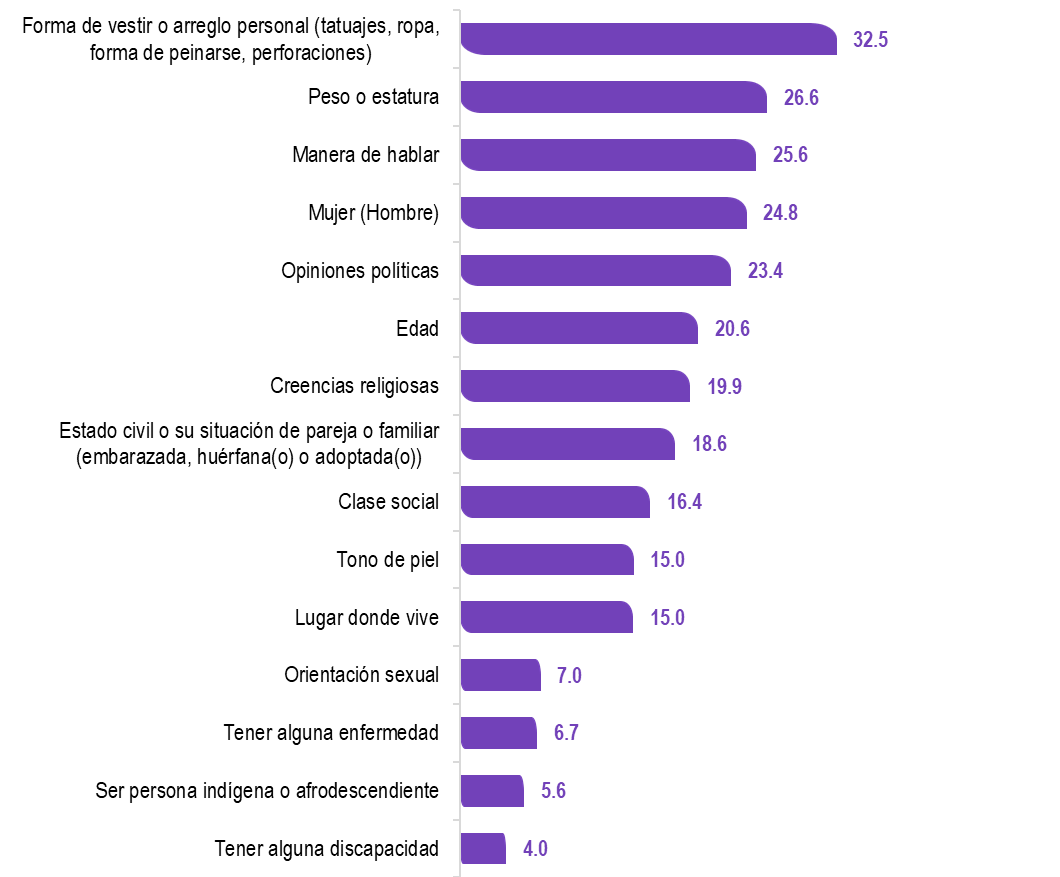 Forma de vestir o arreglo personal (tatuajes, ropa,
forma de peinarse, perforaciones)
32.5
Peso o estatura
26.6
Manera de hablar
25.6
Mujer (Hombre)
24.8
Opiniones políticas
23.4
Edad
20.6
Creencias religiosas
19.9
Estado civil o su situación de pareja o familiar
(embarazada, huérfana(o) o adoptada(o))
18.6
Clase social
16.4
Tono de piel
15.0
Lugar donde vive
15.0
Orientación sexual
7.0
Tener alguna enfermedad
6.7
Ser persona indígena o afrodescendiente
5.6
Tener alguna discapacidad
4.0